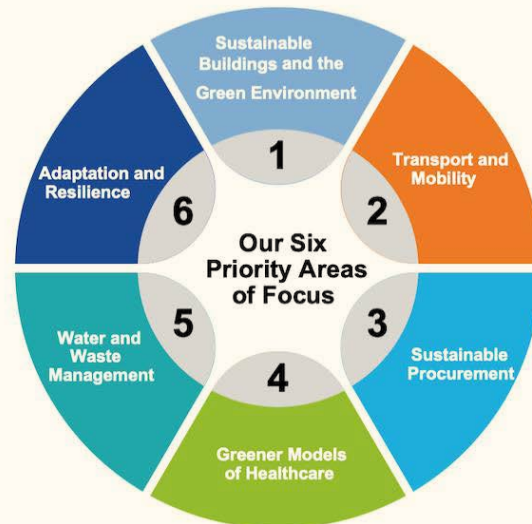 Sustainable
Buildings and the
Green Environment
1
Transport and
Mobility
2
Our Six
Priority Areas
of Focus
3
Sustainable
Procurement
4
Greener Models
of Healthcare
5
Water and
Waste
Management
6
Adaptation and
Resilience